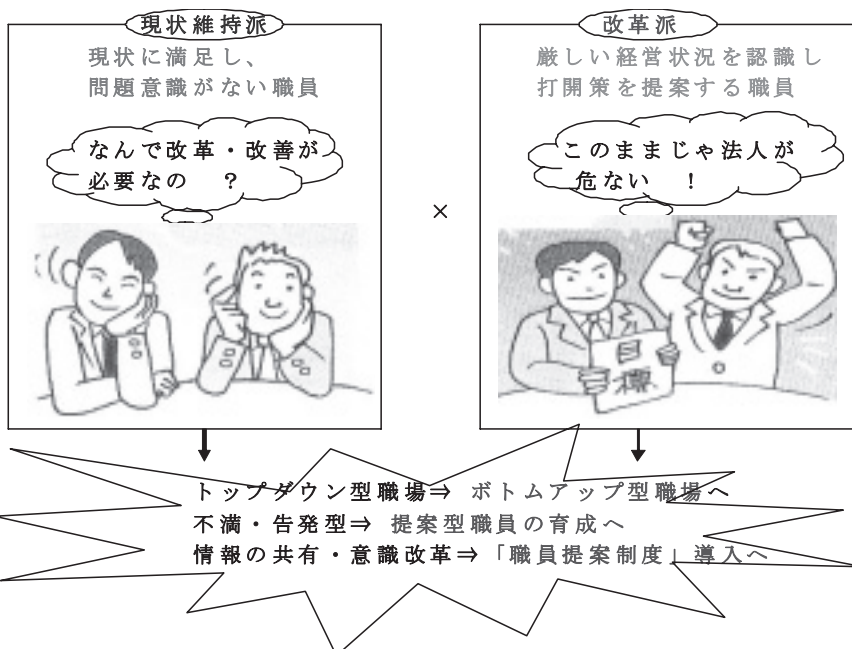 現状維持派
現状に満足し、
問題意識がない職員
なんで改革・改善が
必要なの ?
×
改革派
厳しい経営状況を認識し
打開策を提案する職員
このままじゃ法人が
危ない !
目標
トップダウン型職場⇒ ボトムアップ型職場へ
不満・告発型⇒ 提案型職員の育成へ
情報の共有・意識改革⇒「職員提案制度」導入へ